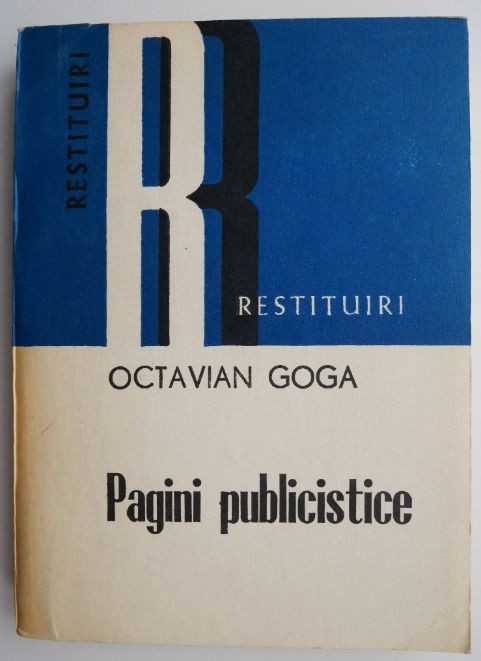 RESTITUIRI
R
RESTITUIRI
OCTAVIAN GOGA
Pagini publicistice